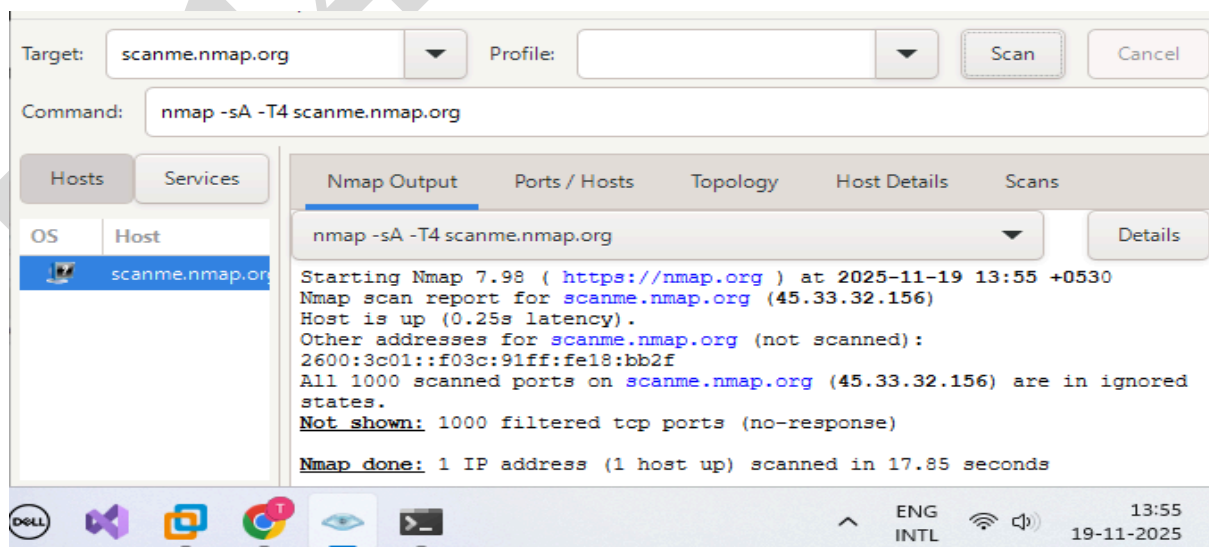 Target: scanme.nmap.org Profile: Scan Cancel
Command: nmap -sA -T4 scanme.nmap.org
Hosts Services Nmap Output Ports / Hosts Topology Host Details Scans
OS Host nmap -sA -T4 scanme.nmap.org Details
scanme.nmap.or
Starting Nmap 7.98 ( https://nmap.org ) at 2025-11-19 13:55 +0530
Nmap scan report for scanme.nmap.org (45.33.32.156)
Host is up (0.25s latency).
Other addresses for scanme.nmap.org (not scanned):
2600:3c01::f03c:91ff:fe18:bb2f
All 1000 scanned ports on scanme.nmap.org (45.33.32.156) are in ignored
states.
Not shown: 1000 filtered tcp ports (no-response)
Nmap done: 1 IP address (1 host up) scanned in 17.85 seconds
DELL T ENG 13:55
INTL 19-11-2025